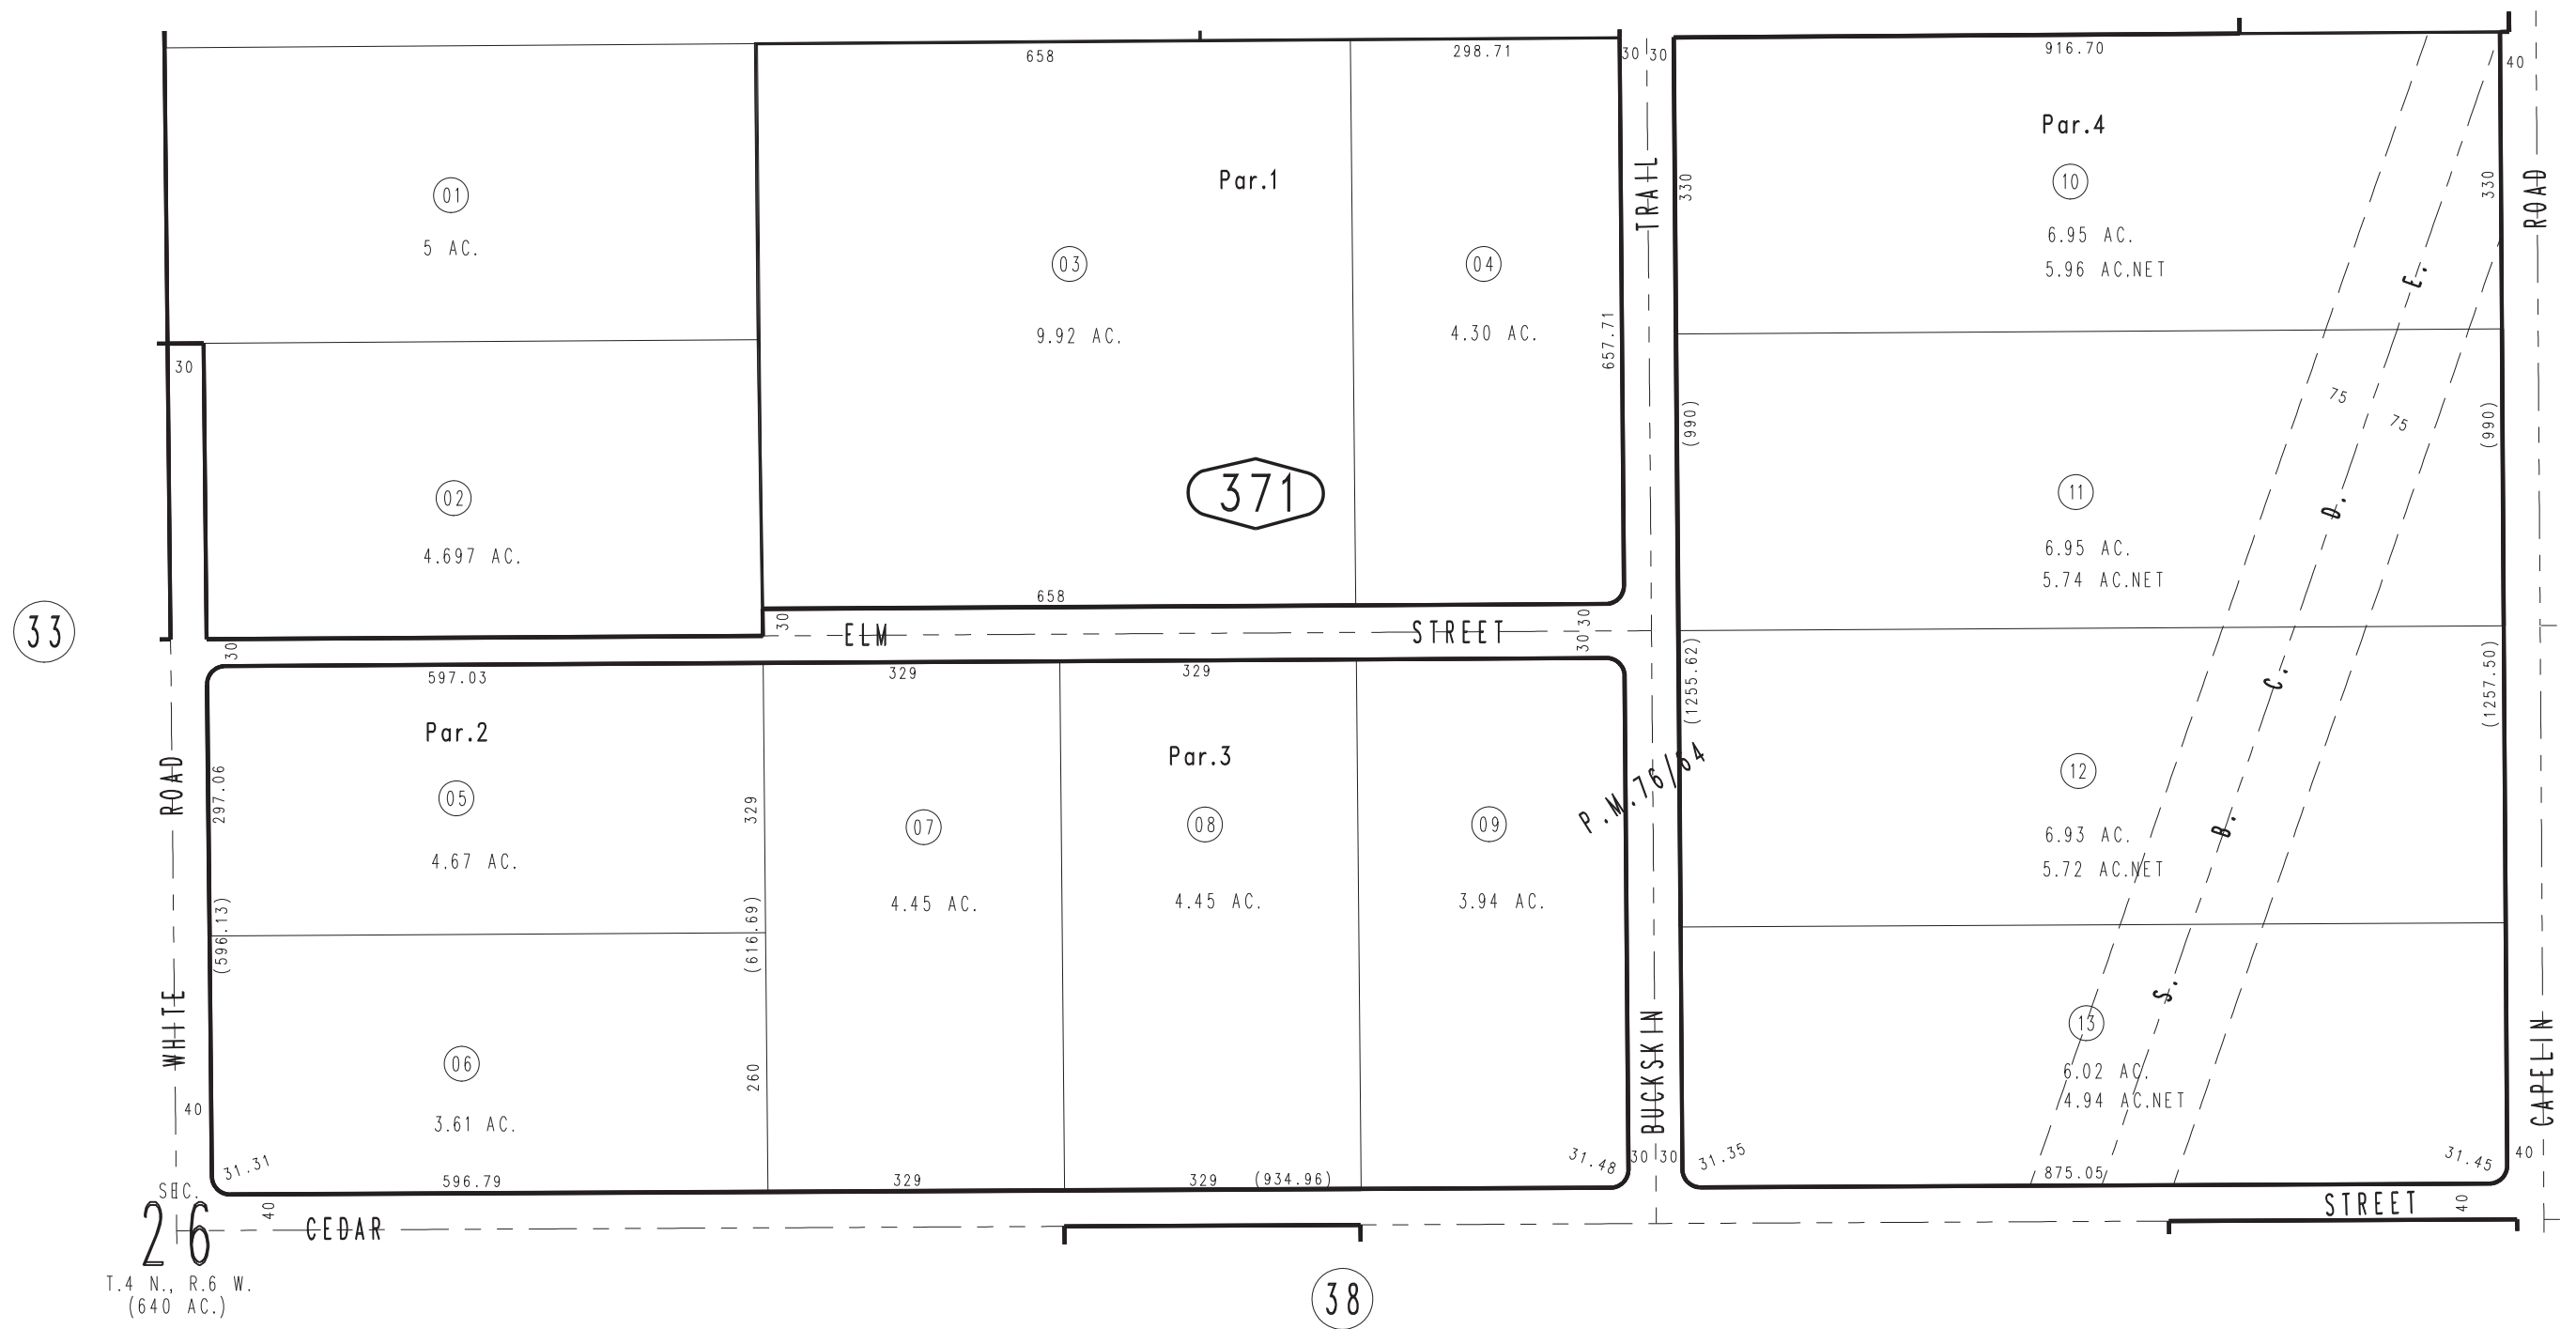 658
298.71
30 30
916.70
40
Par.4
10
6.95 AC.
5.96 AC.NET
330
330
TRAIL
ROAD
Par.1
01
5 AC.
03
9.92 AC.
04
4.30 AC.
657.71
E.
30
75
75
(990)
(990)
02
4.697 AC.
371
11
6.95 AC.
5.74 AC.NET
D.
658
33
30
30
ELM
STREET
30 30
(1255.62)
(1257.50)
C.
597.03
329
329
Par.2
05
4.67 AC.
297.06
329
Par.3
07
4.45 AC.
08
4.45 AC.
09
3.94 AC.
P.M.76/64
12
6.93 AC.
5.72 AC.NET
B.
ROAD
(596.13)
(616.69)
WHITE
06
3.61 AC.
260
40
BUCKSKIN
S.
13
6.02 AC.
4.94 AC.NET
CAPELIN
31.31
596.79
329
329
(934.96)
31.48
30 30
31.35
875.05
31.45
40
SEC.
26
T.4 N., R.6 W.
(640 AC.)
40
CEDAR
STREET
40
38